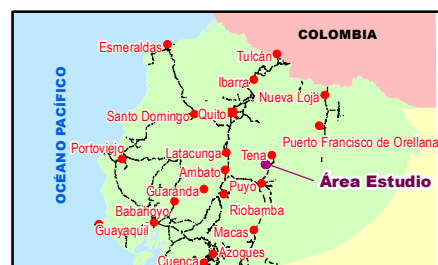 COLOMBIA
Esmeraldas
Tulcán
Ibarra
Nueva Loja
OCÉANO PACÍFICO
Santo Domingo
Quito
Puerto Francisco de Orellana
Portoviejo
Latacunga
Tena
Ambato
Área Estudio
Guaranda
Puyo
Babahoyo
Riobamba
Guayaquil
Macas
Azogues
Cuenca